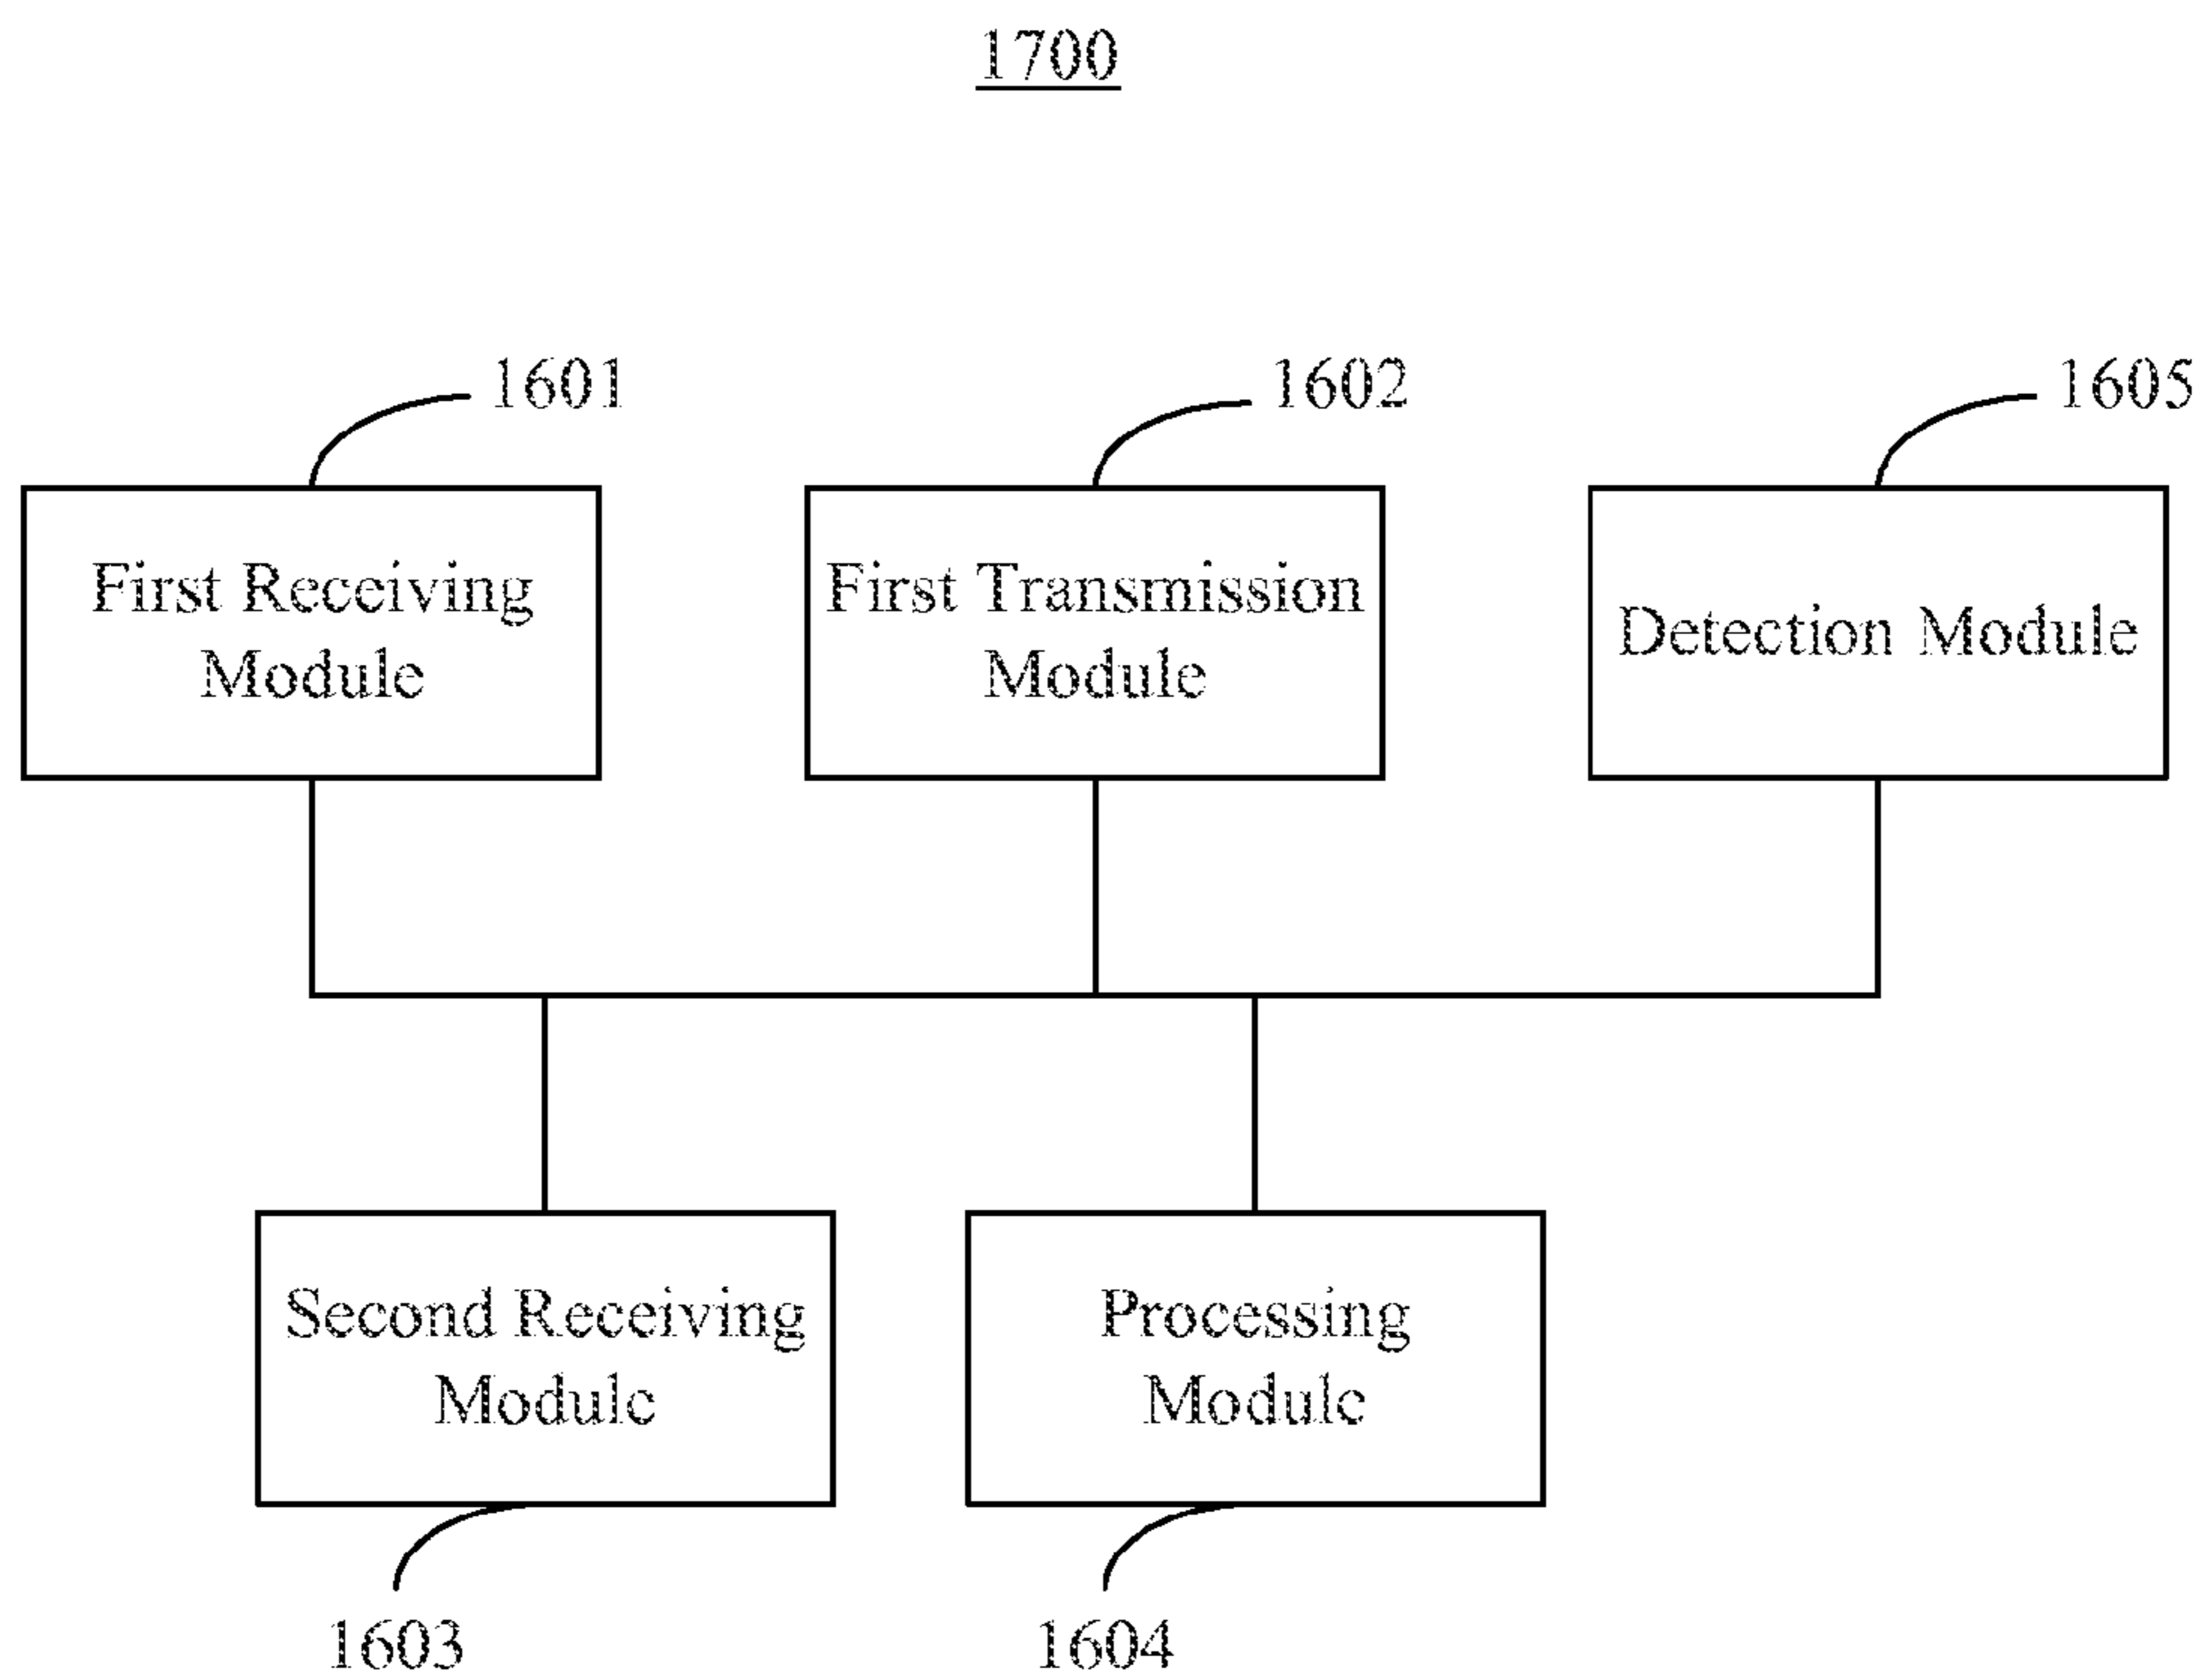 1700
1601
1602
1605
First Receiving
Module
First Transmission
Module
Detection Module
Second Receiving
Module
Processing
Module
1603
1604